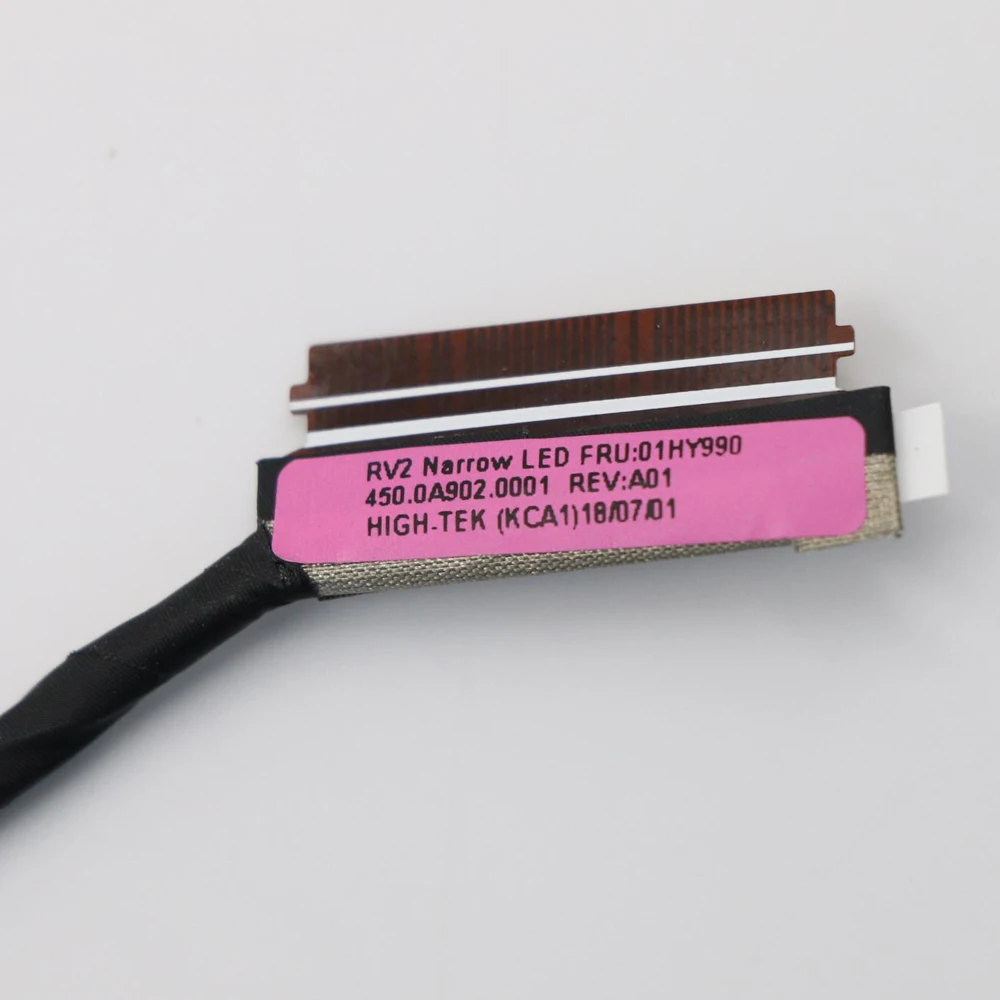 RV2 Narrow LED FRU:01HY990
450.0A902.0001 REV:A01
HIGH-TEK (KCA1)18/07/01